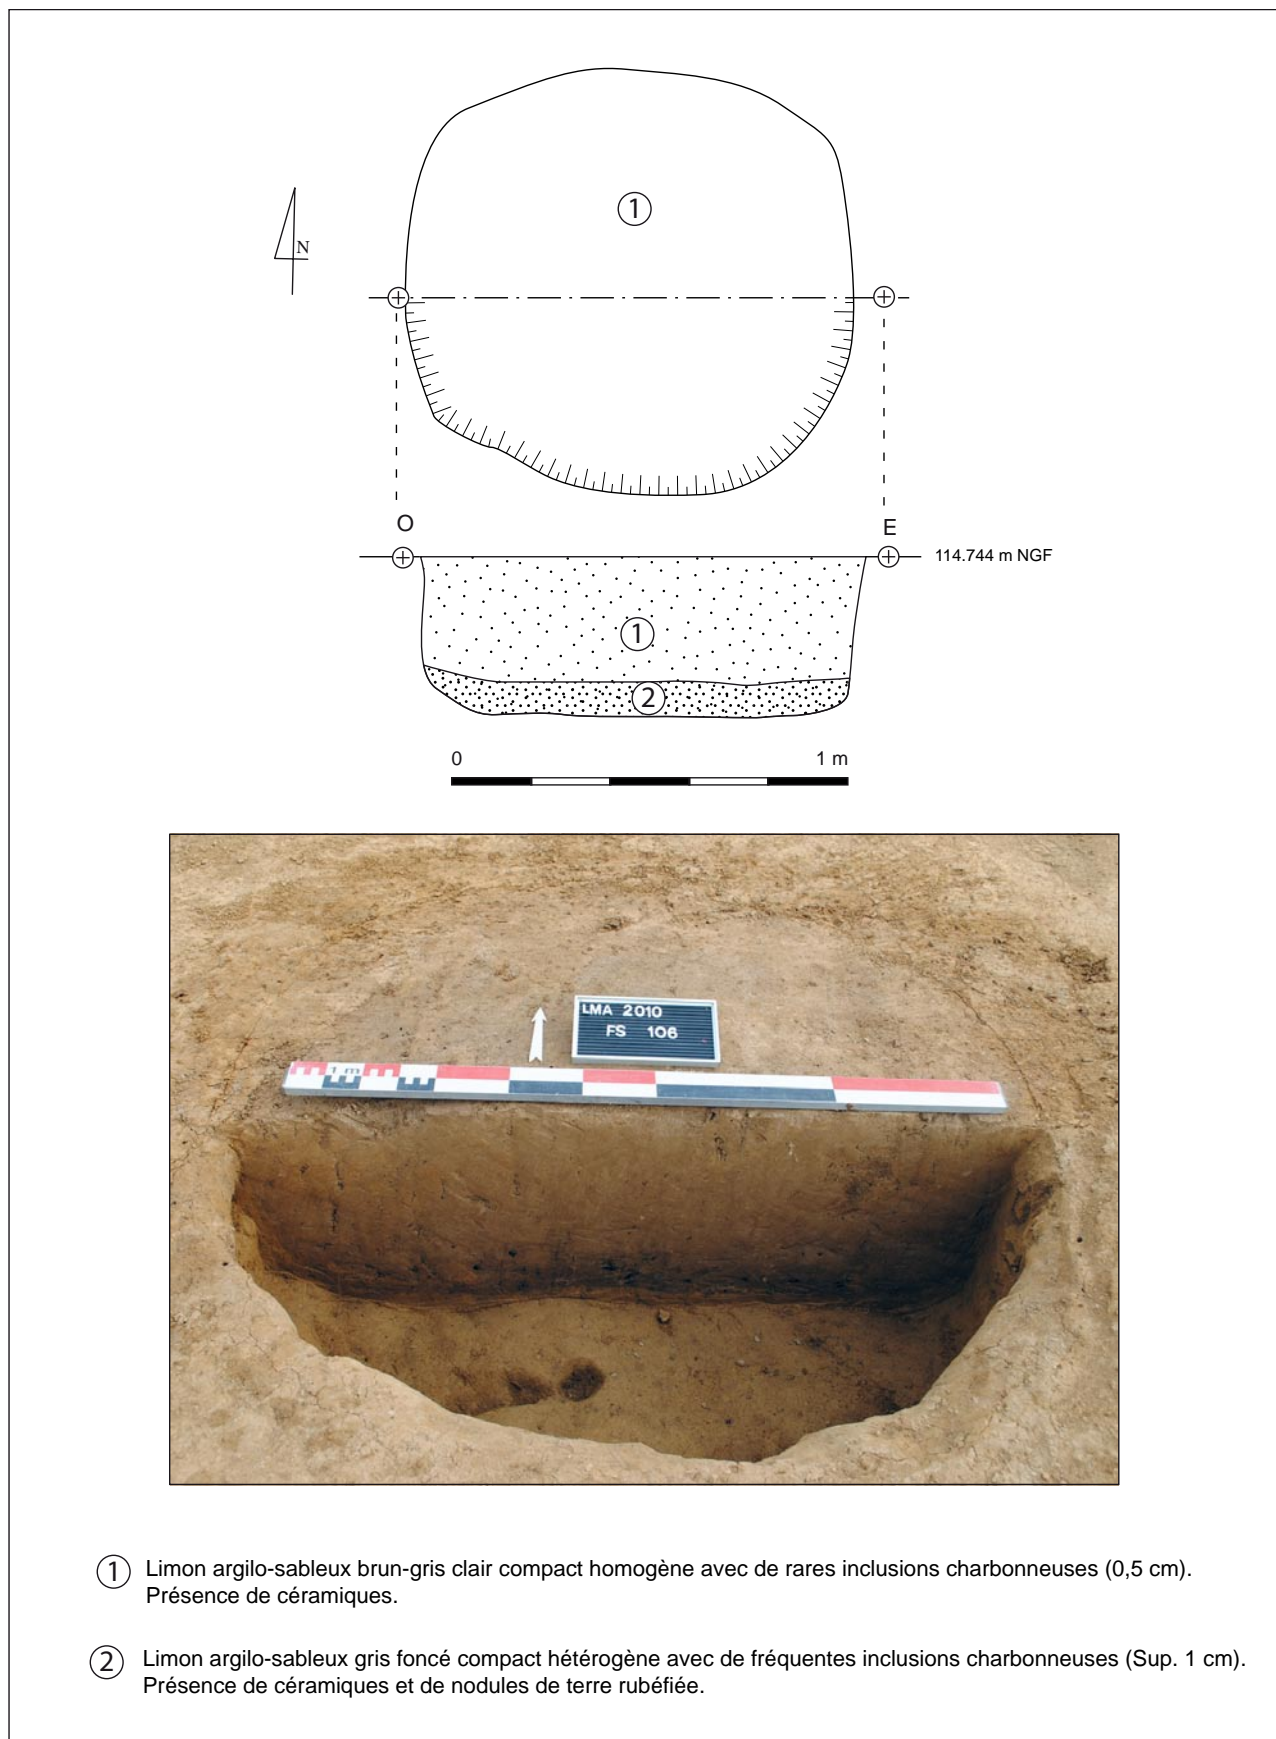 1
N
O
E
114.744 m NGF
1
2
0
1 m
LMA 2010
FS 106
1 m
1 Limon argilo-sableux brun-gris clair compact homogène avec de rares inclusions charbonneuses (0,5 cm).
Présence de céramiques.
2 Limon argilo-sableux gris foncé compact hétérogène avec de fréquentes inclusions charbonneuses (Sup. 1 cm).
Présence de céramiques et de nodules de terre rubéfiée.